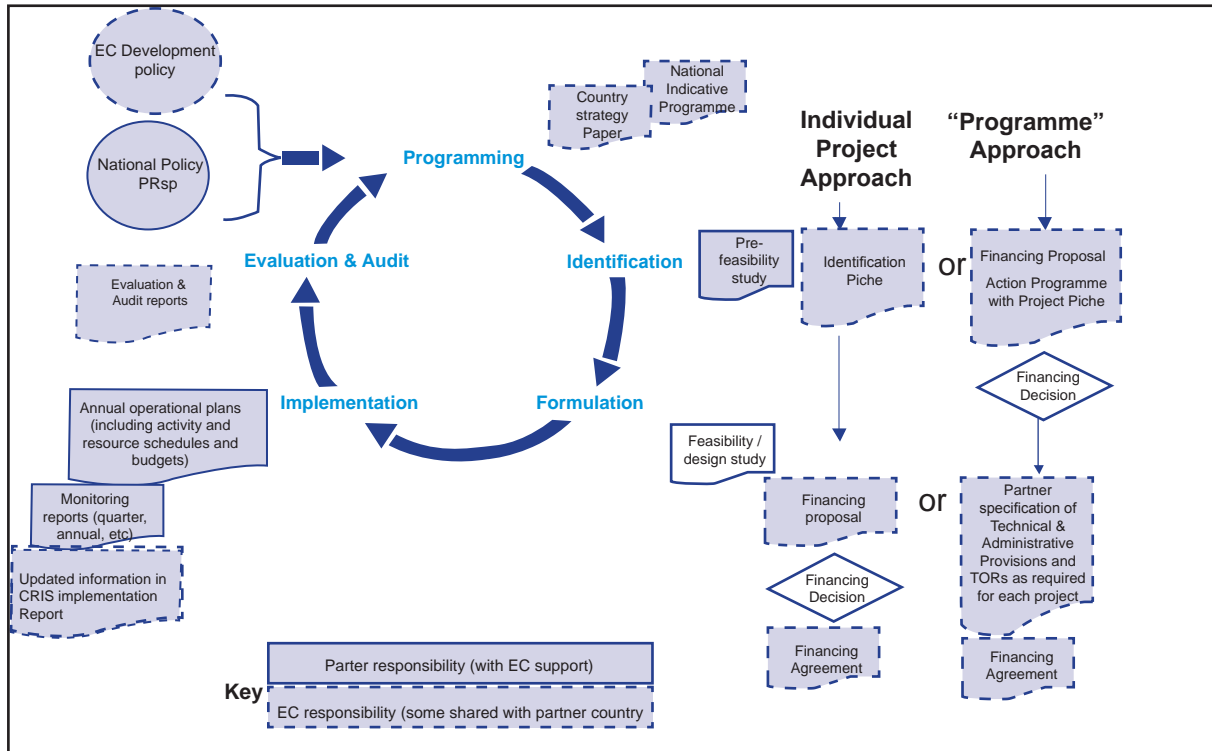 EC Development
policy
National Policy
PRsp
Programming
Country
strategy
Paper
National
Indicative
Programme
Identification
Formulation
Implementation
Evaluation & Audit
Evaluation &
Audit reports
Annual operational plans
(including activity and
resource schedules and
budgets)
Monitoring
reports (quarter,
annual, etc)
Updated information in
CRIS implementation
Report
Individual
Project
Approach
“Programme”
Approach
Pre-
feasibility
study
Identification
Piche
or
Financing Proposal
Action Programme
with Project Piche
Financing
Decision
Feasibility /
design study
Financing
proposal
or
Partner
specification of
Technical &
Administrative
Provisions and
TORs as required
for each project
Financing
Decision
Financing
Agreement
Financing
Agreement
Key
Parter responsibility (with EC support)
EC responsibility (some shared with partner country